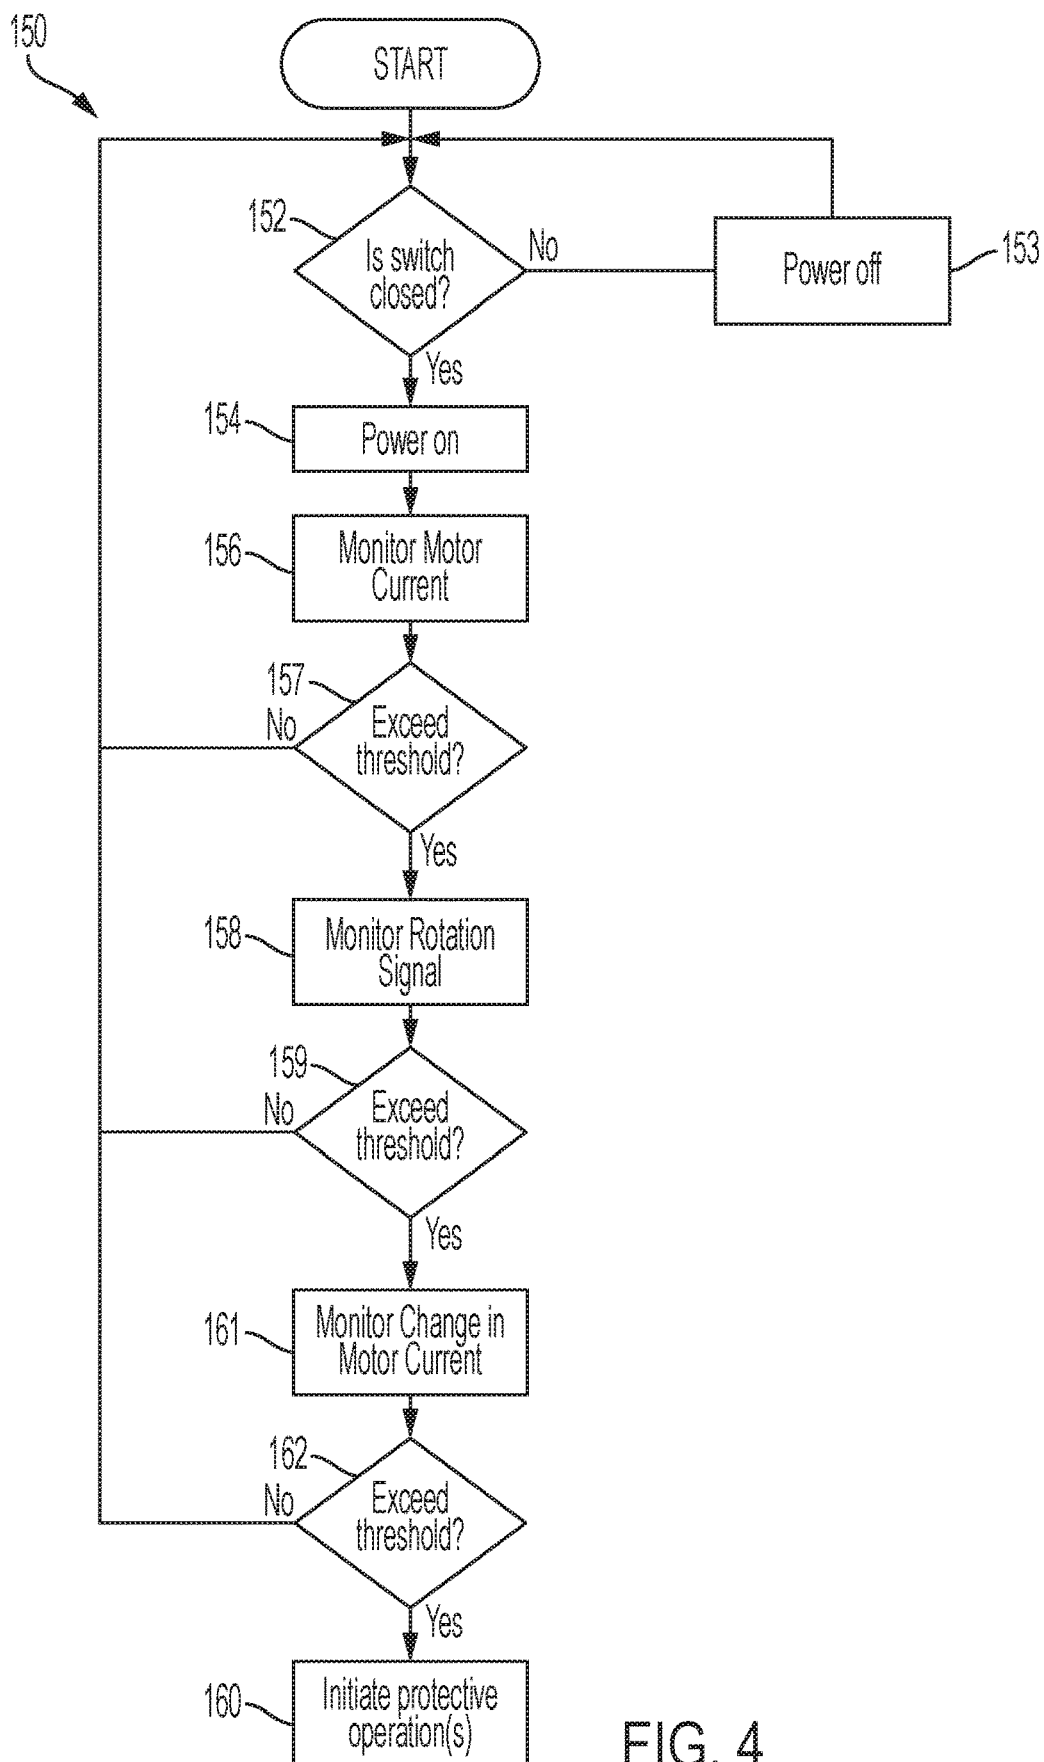 150
START
152
Is switch
closed?
No
Power off
153
Yes
154
Power on
156
Monitor Motor
Current
157
No
Exceed
threshold?
Yes
158
Monitor Rotation
Signal
159
No
Exceed
threshold?
Yes
161
Monitor Change in
Motor Current
162
No
Exceed
threshold?
Yes
160
Initiate protective
operation(s)
FIG. 4